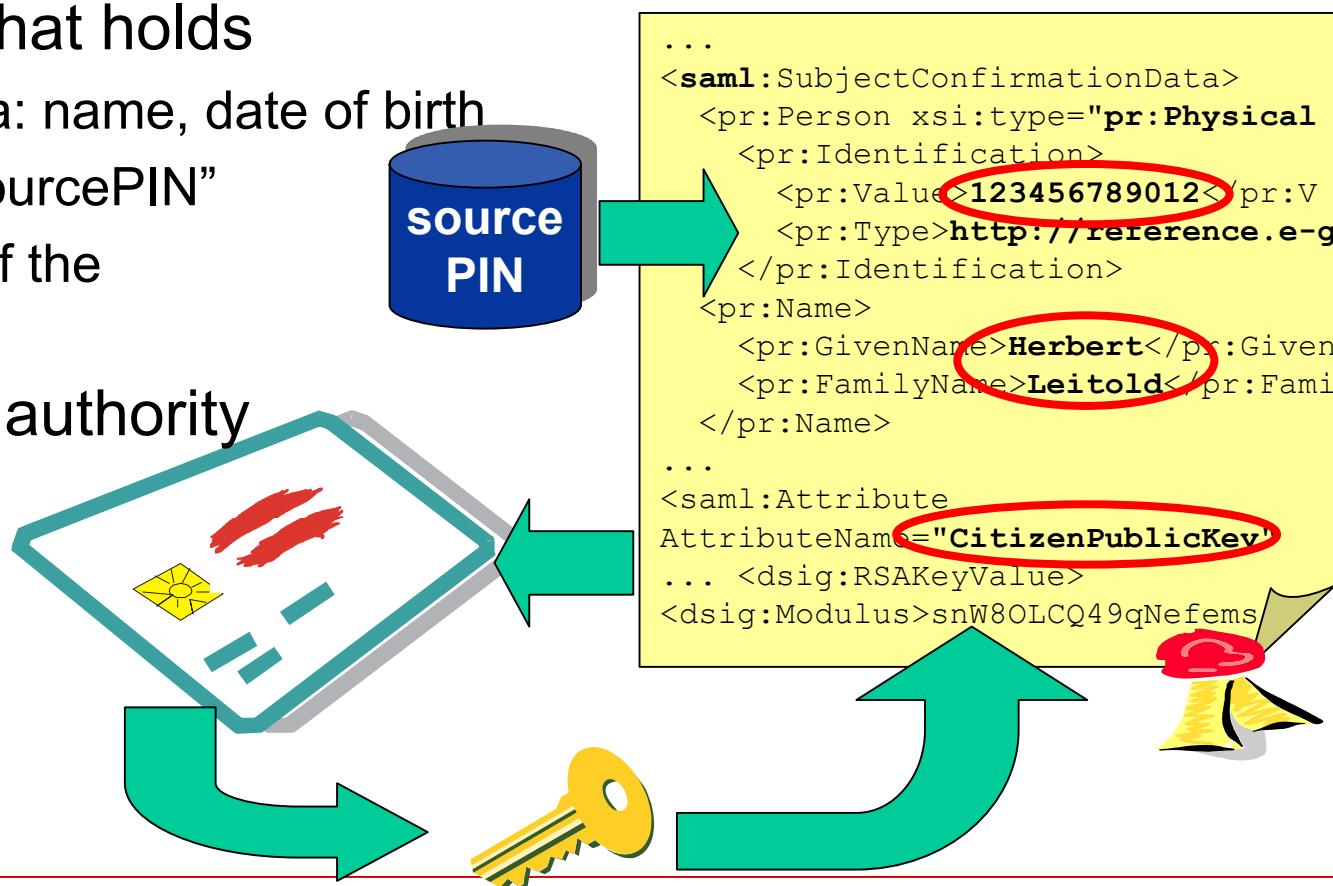 hat holds
a: name, date of birth
ourcePIN”
f the
authority
source
PIN
...
<saml:SubjectConfirmationData>
<pr:Person xsi:type="pr:Physical
<pr:Identification>
<pr:Value>123456789012</pr:V
<pr:Type>http://reference.e-g
</pr:Identification>
<pr:Name>
<pr:GivenName>Herbert</pr:Given
<pr:FamilyName>Leitold</pr:Fami
</pr:Name>
...
<saml:Attribute
AttributeName="CitizenPublicKey"
... <dsig:RSAKeyValue>
<dsig:Modulus>snW8OLCQ49qNefems